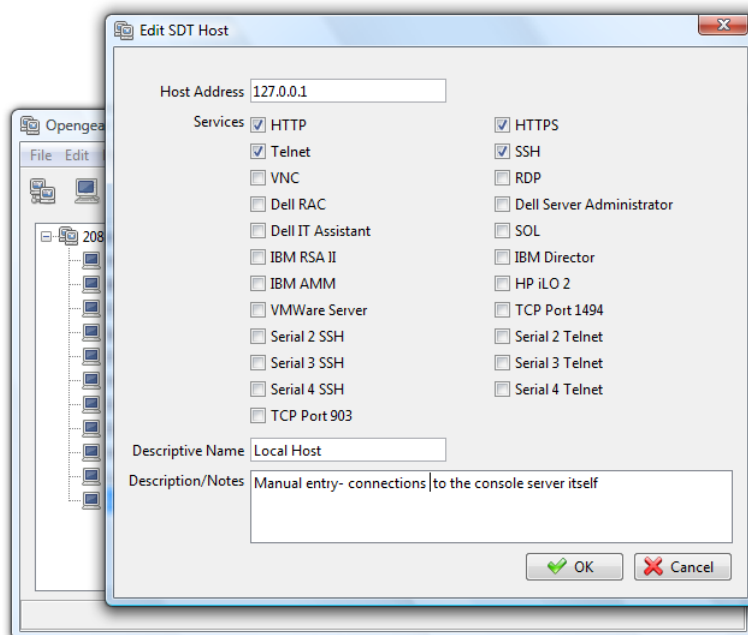 Edit SDT Host
Host Address 127.0.0.1
Services HTTP HTTPS
Telnet SSH
VNC RDP
Dell RAC Dell Server Administrator
Dell IT Assistant SOL
IBM RSA II IBM Director
IBM AMM HP iLO 2
VMWare Server TCP Port 1494
Serial 2 SSH Serial 2 Telnet
Serial 3 SSH Serial 3 Telnet
Serial 4 SSH Serial 4 Telnet
TCP Port 903
Descriptive Name Local Host
Description/Notes Manual entry- connections to the console server itself
OK Cancel
Opengea
File Edit
208